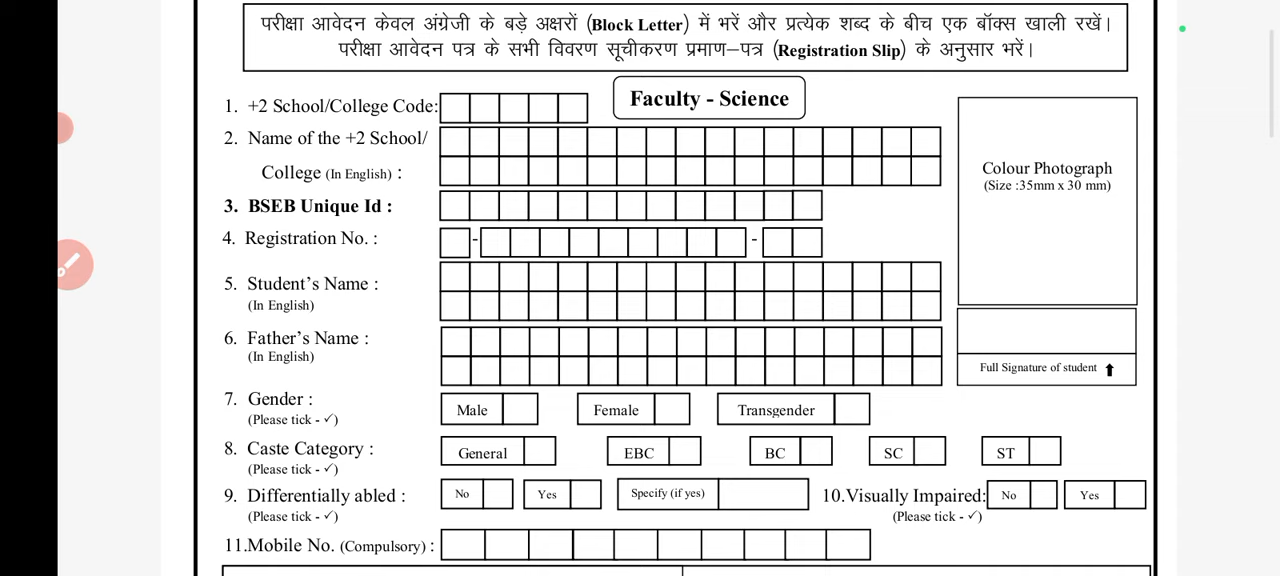 परीक्षा आवेदन केवल अंग्रेजी के बड़े अक्षरों (Block Letter) में भरें और प्रत्येक शब्द के बीच एक बॉक्स खाली रखें।
परीक्षा आवेदन पत्र के सभी विवरण सूचीकरण प्रमाण–पत्र (Registration Slip) के अनुसार भरें।
Faculty - Science
1. +2 School/College Code:
2. Name of the +2 School/
College (In English) :
Colour Photograph
(Size :35mm x 30 mm)
3. BSEB Unique Id :
4. Registration No. : - -
5. Student’s Name :
(In English)
6. Father’s Name :
(In English)
Full Signature of student ⬆
7. Gender : Male Female Transgender
(Please tick - ✓)
8. Caste Category : General EBC BC SC ST
(Please tick - ✓)
9. Differentially abled : No Yes Specify (if yes) 10.Visually Impaired: No Yes
(Please tick - ✓) (Please tick - ✓)
11.Mobile No. (Compulsory) :